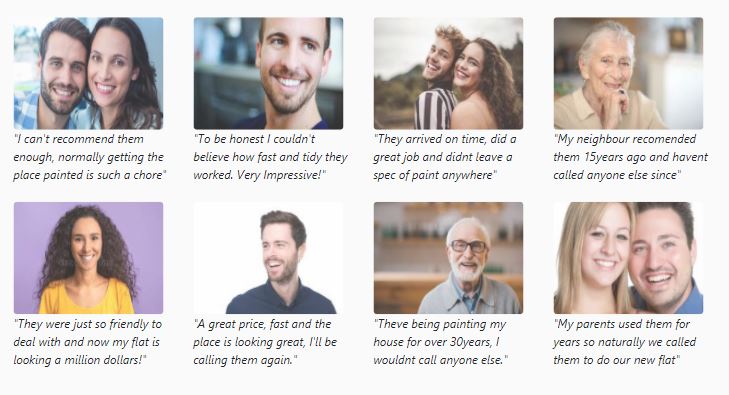 "I can't recommend them
enough, normally getting the
place painted is such a chore"
"To be honest I couldn't
believe how fast and tidy they
worked. Very Impressive!"
"They arrived on time, did a
great job and didnt leave a
spec of paint anywhere"
"My neighbour recomended
them 15years ago and havent
called anyone else since"
"They were just so friendly to
deal with and now my flat is
looking a million dollars!"
"A great price, fast and the
place is looking great, I'll be
calling them again."
"Theve being painting my
house for over 30years, I
wouldnt call anyone else."
"My parents used them for
years so naturally we called
them to do our new flat"